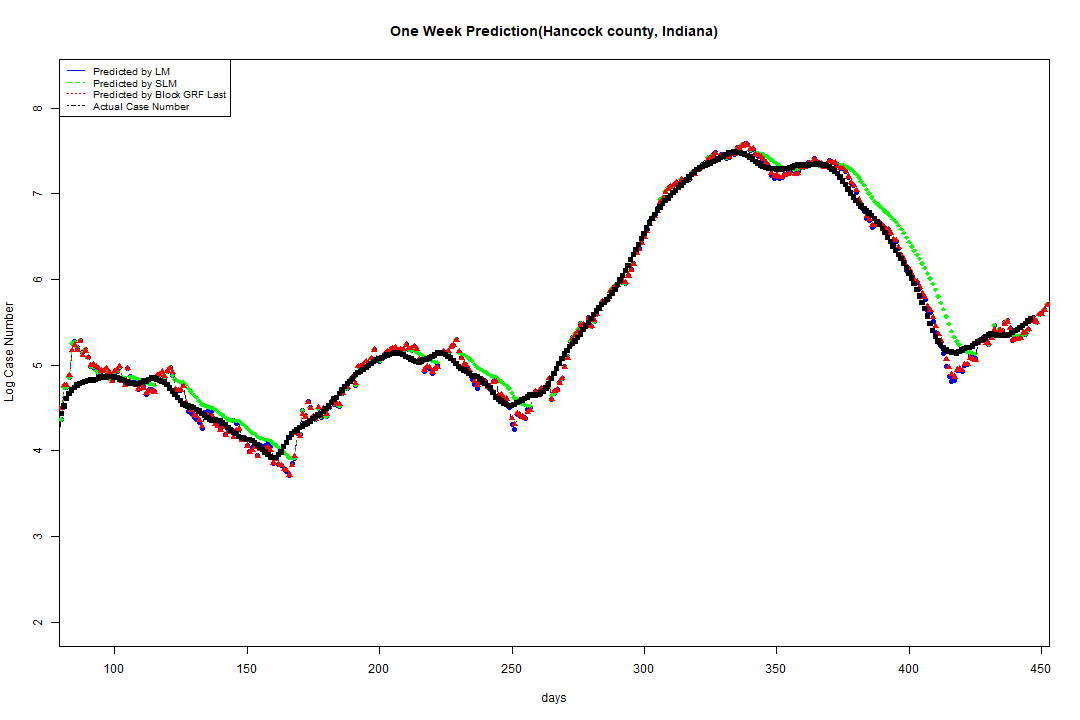 One Week Prediction(Hancock county, Indiana)
Predicted by LM
Predicted by SLM
Predicted by Block GRF Last
Actual Case Number
Log Case Number
8
7
6
5
4
3
2
100 150 200 250 300 350 400 450
days